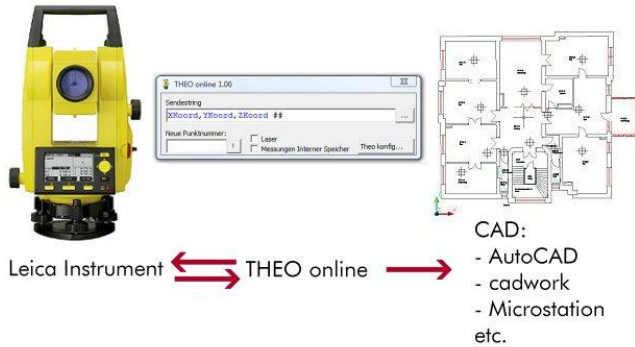 THEO online 1.06
Sendestring
XKoord,YKoord,ZKoord ##
...
Neue Punktnummer:
!
Laser
Messungen Interner Speicher
Theo konfig...
Leica Instrument
THEO online
CAD:
- AutoCAD
- cadwork
- Microstation
etc.